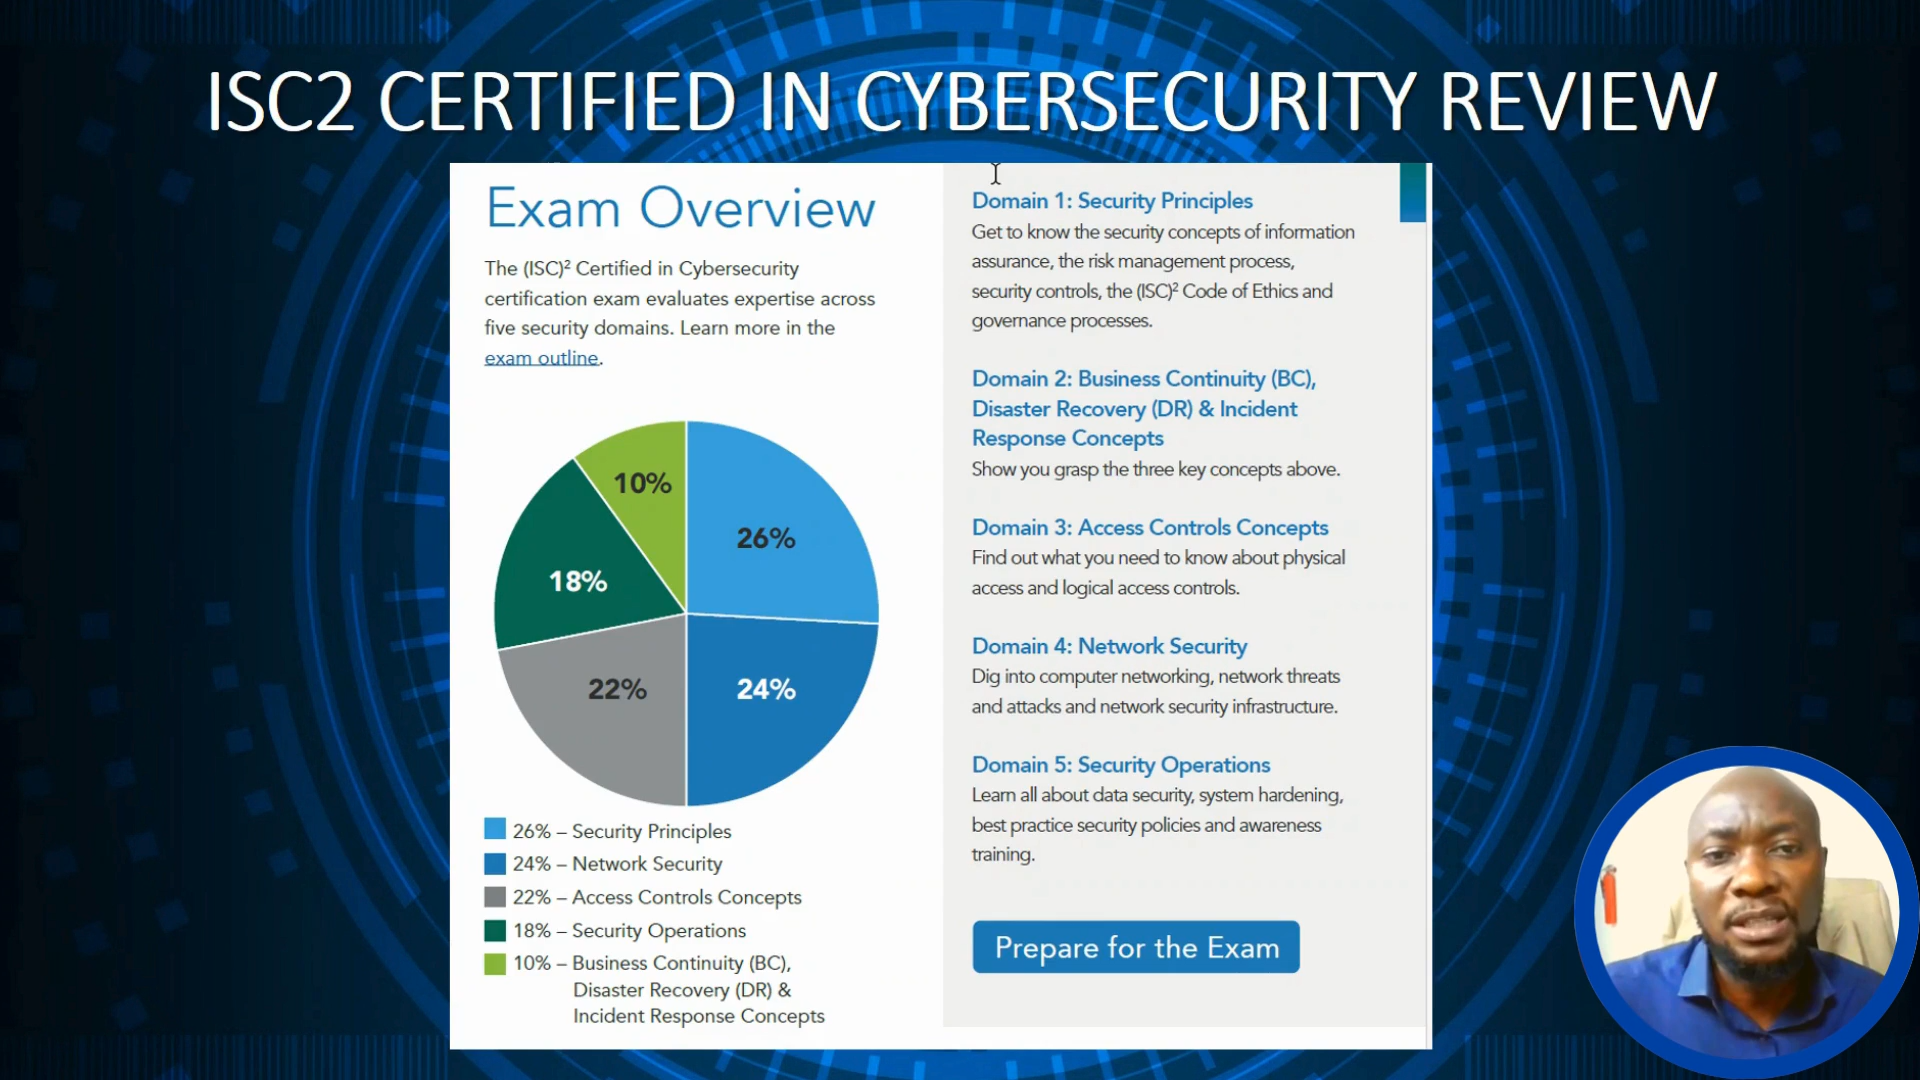 ISC2 CERTIFIED IN CYBERSECURITY REVIEW
Exam Overview
The (ISC)² Certified in Cybersecurity
certification exam evaluates expertise across
five security domains. Learn more in the
exam outline.
10%
26%
18%
22%
24%
26% – Security Principles
24% – Network Security
22% – Access Controls Concepts
18% – Security Operations
10% – Business Continuity (BC),
Disaster Recovery (DR) &
Incident Response Concepts
Domain 1: Security Principles
Get to know the security concepts of information
assurance, the risk management process,
security controls, the (ISC)² Code of Ethics and
governance processes.
Domain 2: Business Continuity (BC),
Disaster Recovery (DR) & Incident
Response Concepts
Show you grasp the three key concepts above.
Domain 3: Access Controls Concepts
Find out what you need to know about physical
access and logical access controls.
Domain 4: Network Security
Dig into computer networking, network threats
and attacks and network security infrastructure.
Domain 5: Security Operations
Learn all about data security, system hardening,
best practice security policies and awareness
training.
Prepare for the Exam